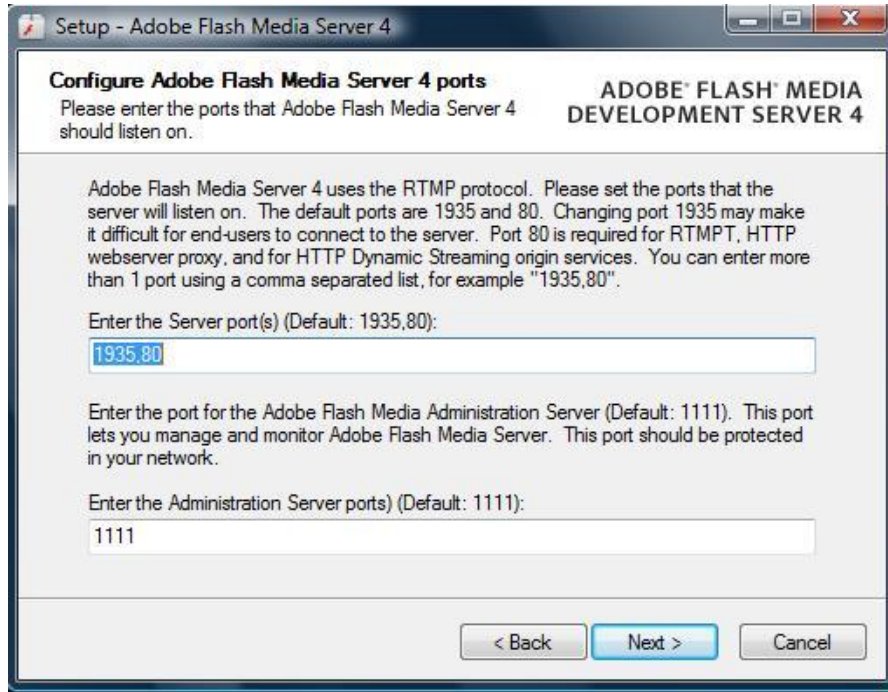 Setup - Adobe Flash Media Server 4
Configure Adobe Flash Media Server 4 ports
Please enter the ports that Adobe Flash Media Server 4
should listen on.
ADOBE® FLASH® MEDIA
DEVELOPMENT SERVER 4
Adobe Flash Media Server 4 uses the RTMP protocol. Please set the ports that the
server will listen on. The default ports are 1935 and 80. Changing port 1935 may make
it difficult for end-users to connect to the server. Port 80 is required for RTMPT, HTTP
webserver proxy, and for HTTP Dynamic Streaming origin services. You can enter more
than 1 port using a comma separated list, for example "1935,80".
Enter the Server port(s) (Default: 1935,80):
1935,80
Enter the port for the Adobe Flash Media Administration Server (Default: 1111). This port
lets you manage and monitor Adobe Flash Media Server. This port should be protected
in your network.
Enter the Administration Server ports) (Default: 1111):
1111
< Back
Next >
Cancel